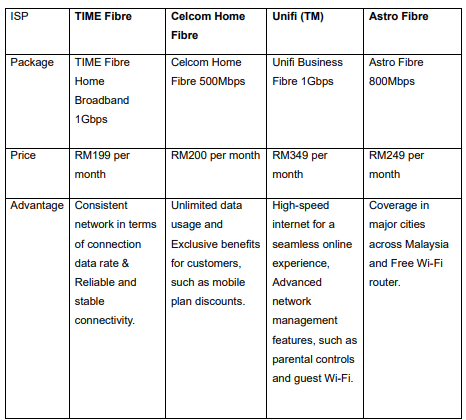 ISP
TIME Fibre
Celcom Home
Fibre
Unifi (TM)
Astro Fibre
Package
TIME Fibre
Home
Broadband
1Gbps
Celcom Home
Fibre 500Mbps
Unifi Business
Fibre 1Gbps
Astro Fibre
800Mbps
Price
RM199 per
month
RM200 per month
RM349 per
month
RM249 per
month
Advantage
Consistent
network in terms
of connection
data rate &
Reliable and
stable
connectivity.
Unlimited data
usage and
Exclusive benefits
for customers,
such as mobile
plan discounts.
High-speed
internet for a
seamless online
experience,
Advanced
network
management
features, such as
parental controls
and guest Wi-Fi.
Coverage in
major cities
across Malaysia
and Free Wi-Fi
router.